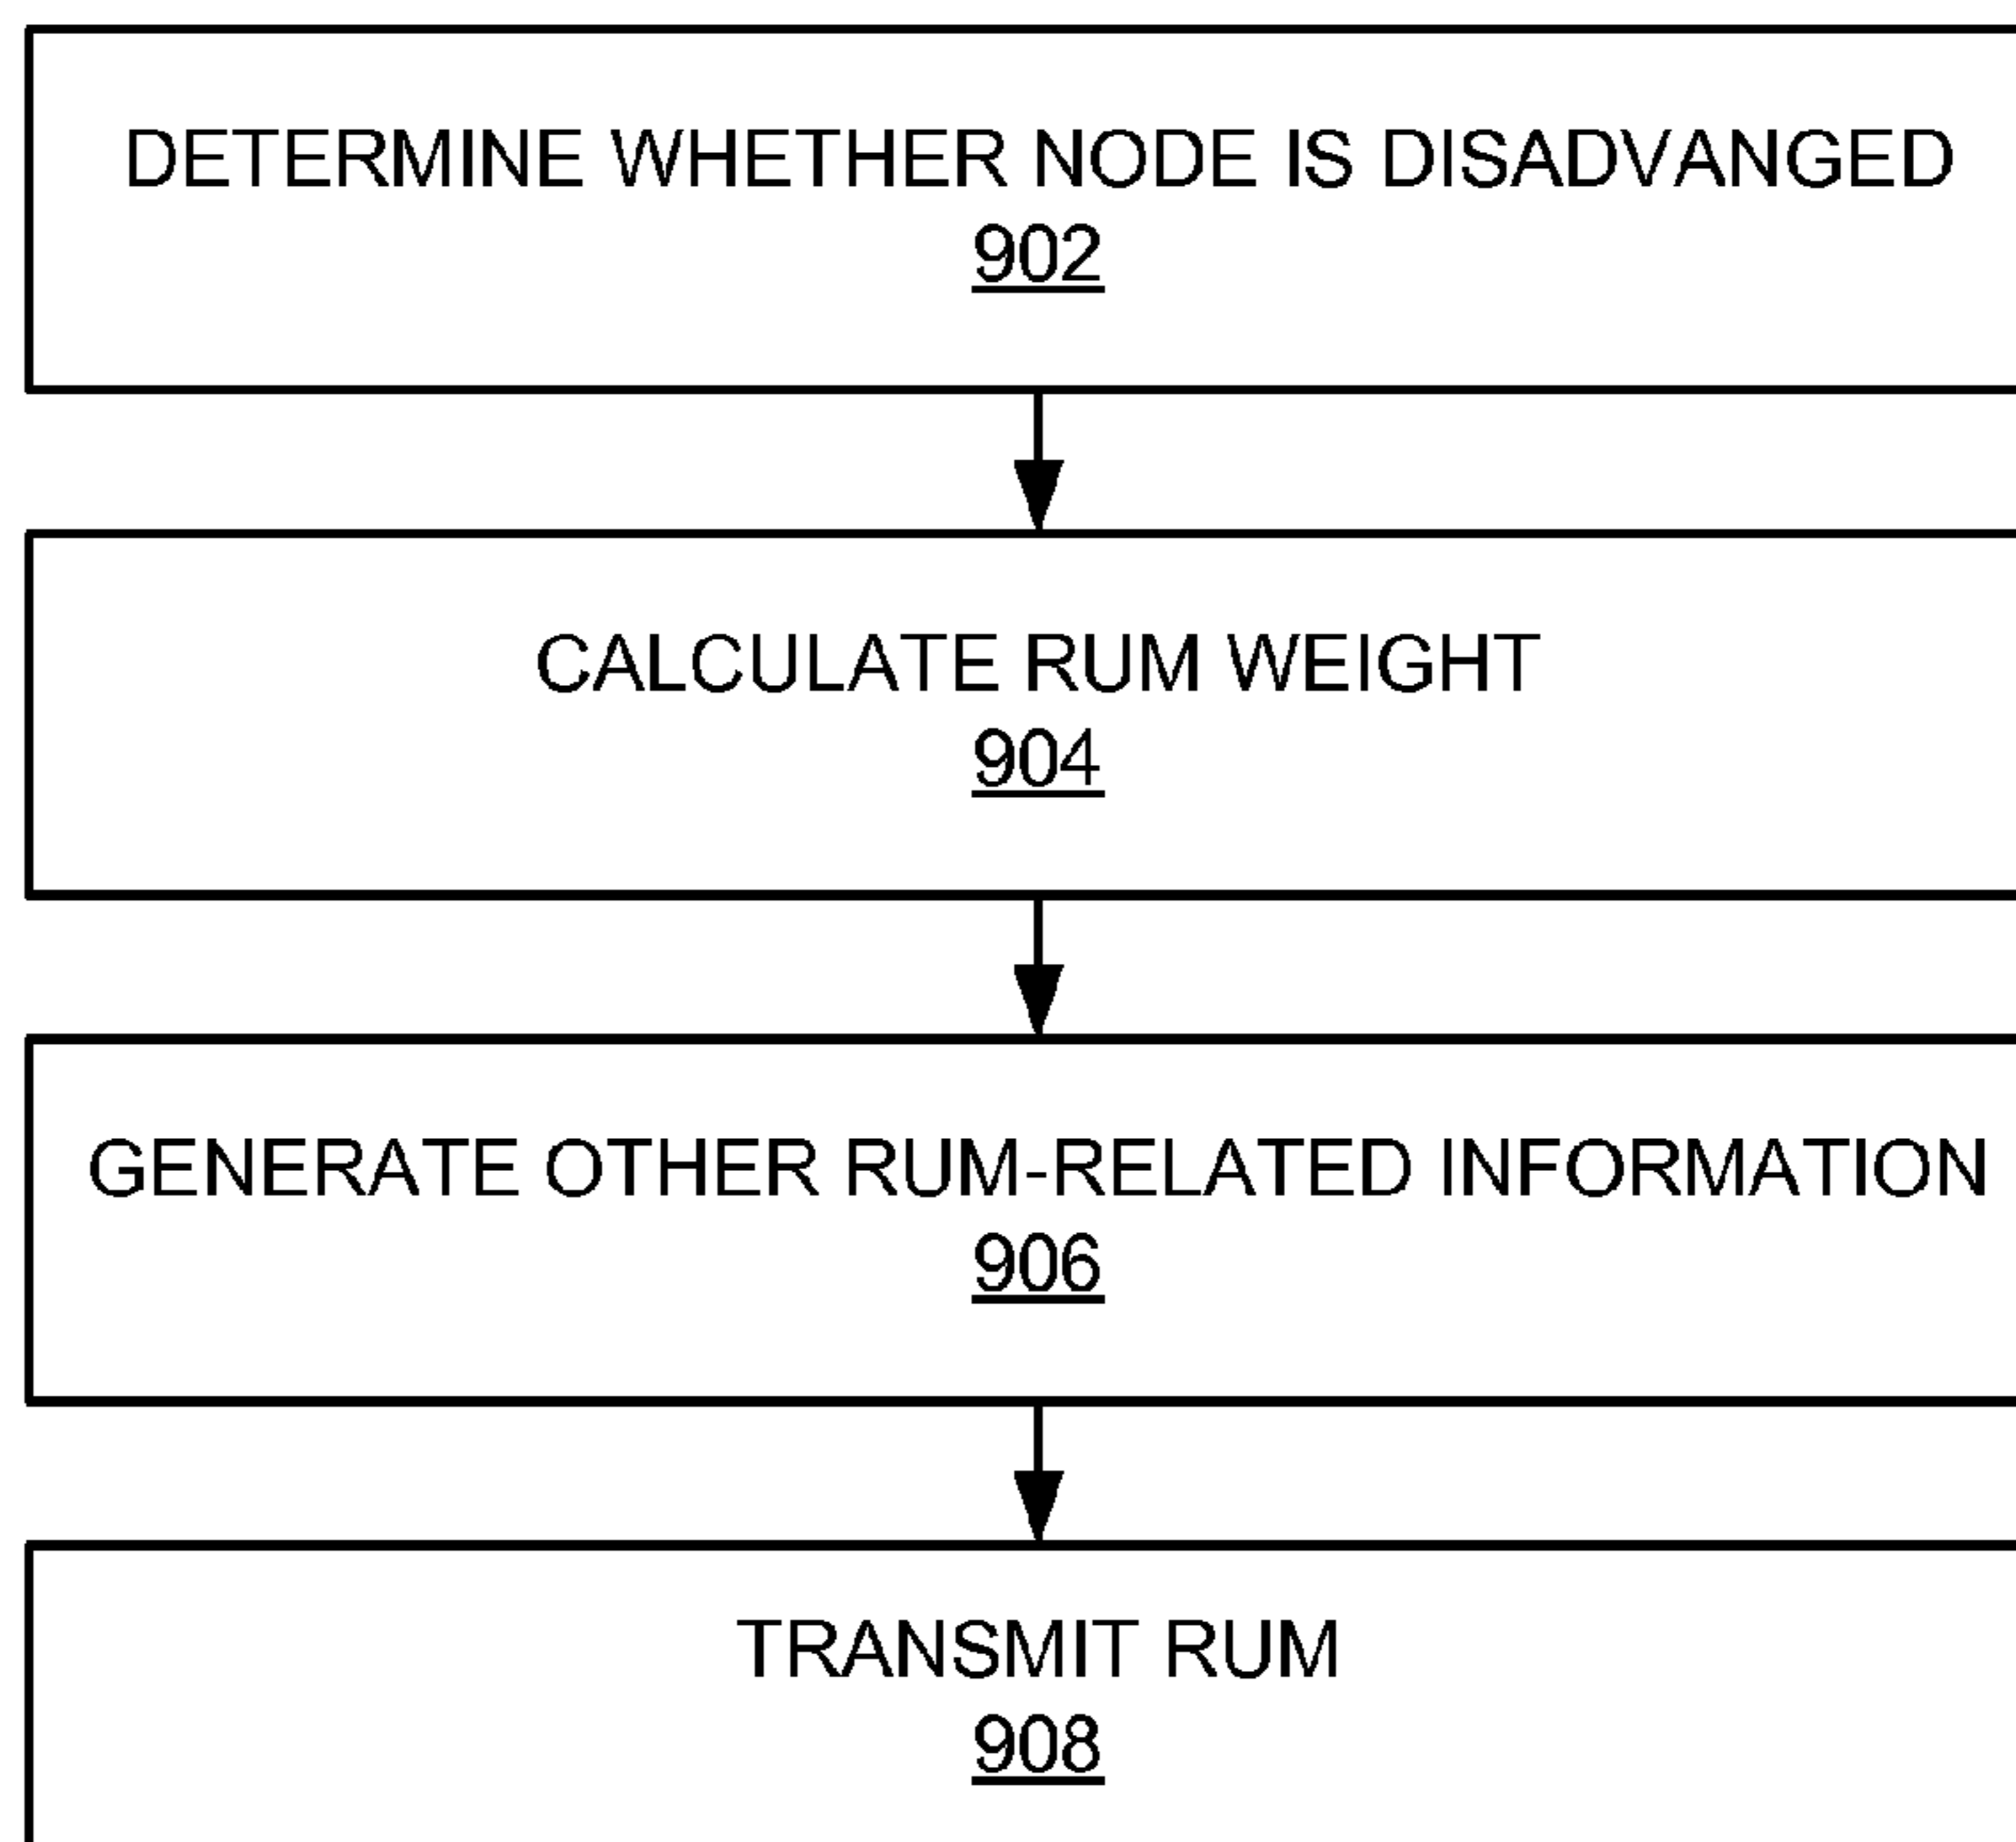 DETERMINE WHETHER NODE IS DISADVANGED
902
CALCULATE RUM WEIGHT
904
GENERATE OTHER RUM-RELATED INFORMATION
906
TRANSMIT RUM
908